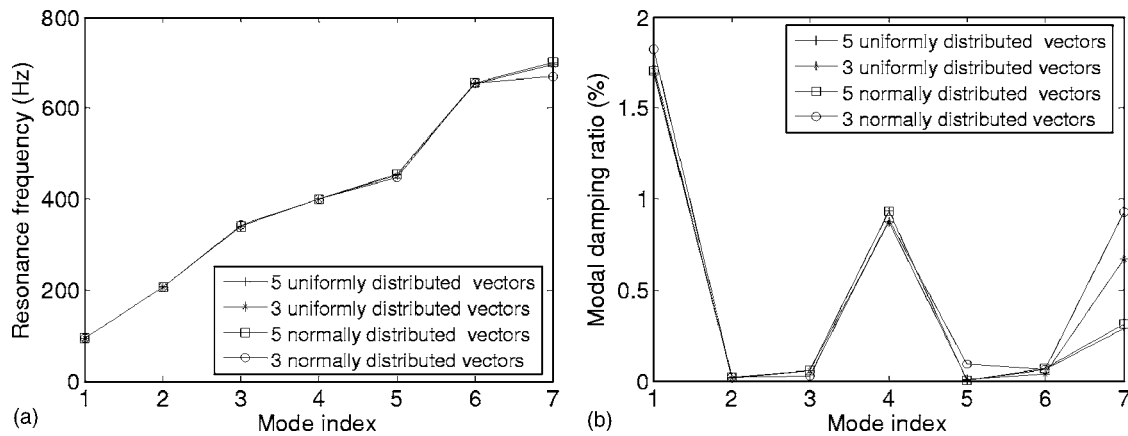 Resonance frequency (Hz)
800
600
400
200
0
5 uniformly distributed vectors
3 uniformly distributed vectors
5 normally distributed vectors
3 normally distributed vectors
1 2 3 4 5 6 7
(a)
Mode index
Modal damping ratio (%)
2
1.5
1
0.5
0
5 uniformly distributed vectors
3 uniformly distributed vectors
5 normally distributed vectors
3 normally distributed vectors
1 2 3 4 5 6 7
(b)
Mode index